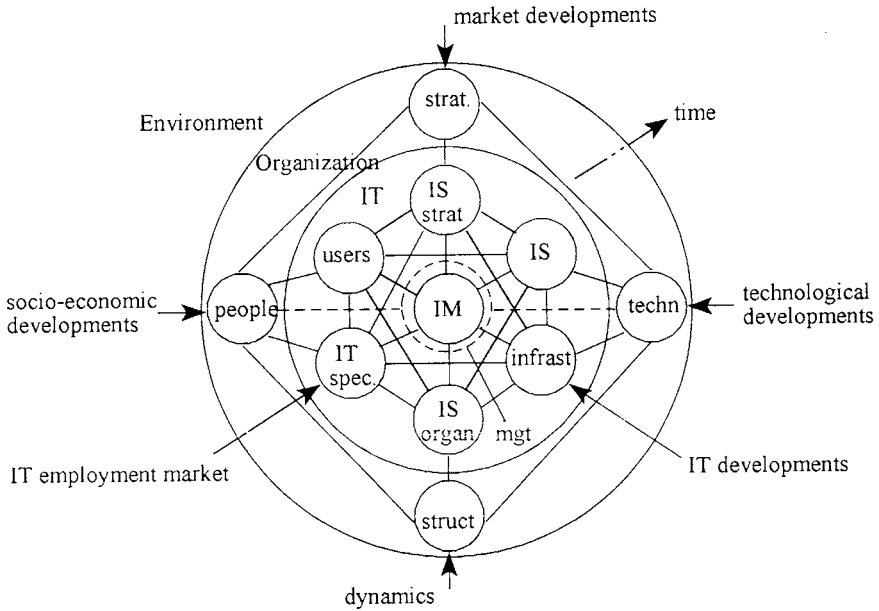 market developments
strat.
Environment
time
Organization
IT
IS
strat
users
IS
socio-economic
developments
people
IM
techn
technological
developments
IT
spec.
infrast
IS
organ
mgt
IT employment market
IT developments
struct
dynamics